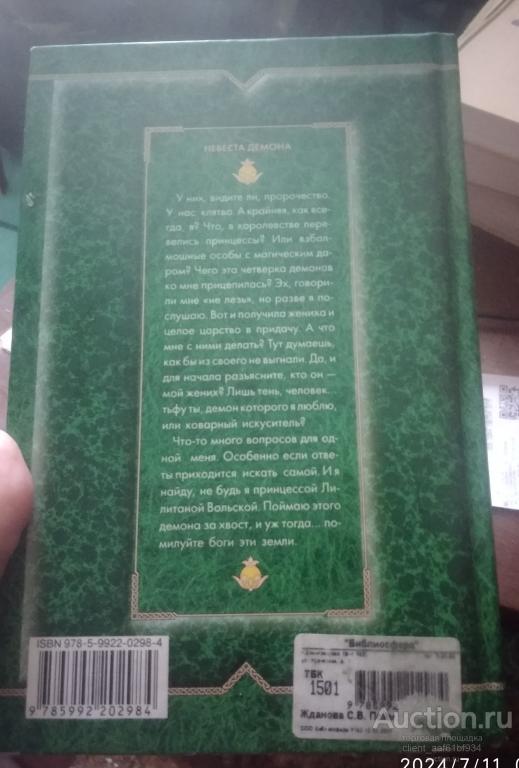 НЕВЕСТА ДЕМОНА
У них, видите ли, пророчество.
У нас клятва. А крайняя, как все-
гда, я? Что, в королевстве пере-
велись принцессы? Или взбал-
мошные особы с магическим да-
ром? Чего эта четверка демонов
ко мне прицепилась? Эх, говори-
ли мне «не лезь», но разве я по-
слушаю. Вот и получила жениха и
целое царство в придачу. А что
мне с ними делать? Тут думаешь,
как бы из своего не выгнали. Да, и
для начала разъясните, кто он —
мой жених? Лишь тень, человек...
тьфу ты, демон которого я люблю,
или коварный искуситель?
Что-то много вопросов для од-
ной меня. Особенно если отве-
ты приходится искать самой. И я
найду, не будь я принцессой Ли-
литаной Вольской. Поймаю этого
демона за хвост, и уж тогда... по-
милуйте боги эти земли.
ISBN 978-5-9922-0298-4
9 785992 202984
"Библиосфера"
ТБК
1501
Жданова С.В.
Auction.ru
торговая площадка
client_aaf61bf934
2024/7/11